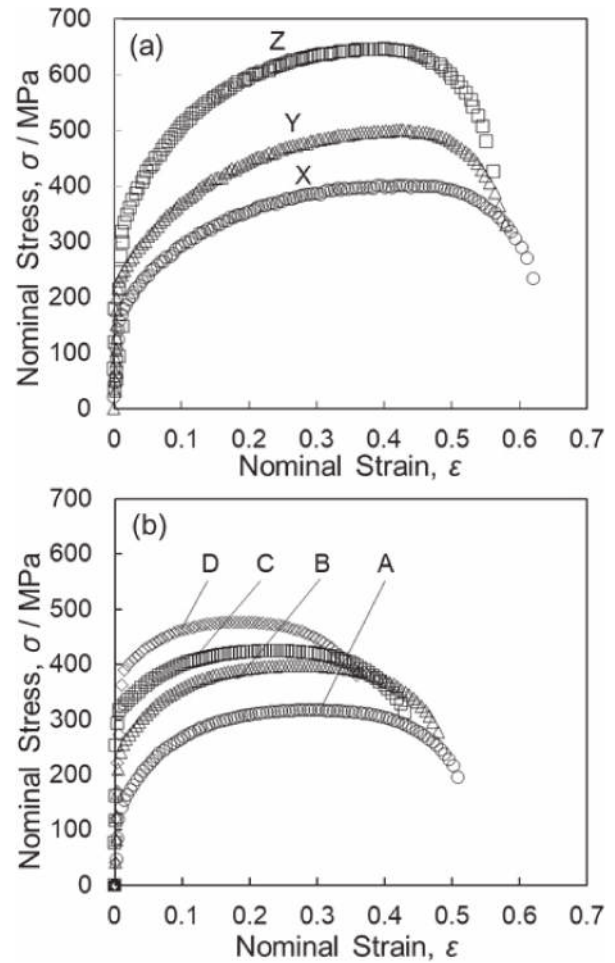 700
(a)
Z
600
500
Y
400
X
300
200
100
0
Nominal Stress, σ / MPa
0 0.1 0.2 0.3 0.4 0.5 0.6 0.7
Nominal Strain, ε
700
(b)
600
D C B A
500
400
300
200
100
0
Nominal Stress, σ / MPa
0 0.1 0.2 0.3 0.4 0.5 0.6 0.7
Nominal Strain, ε